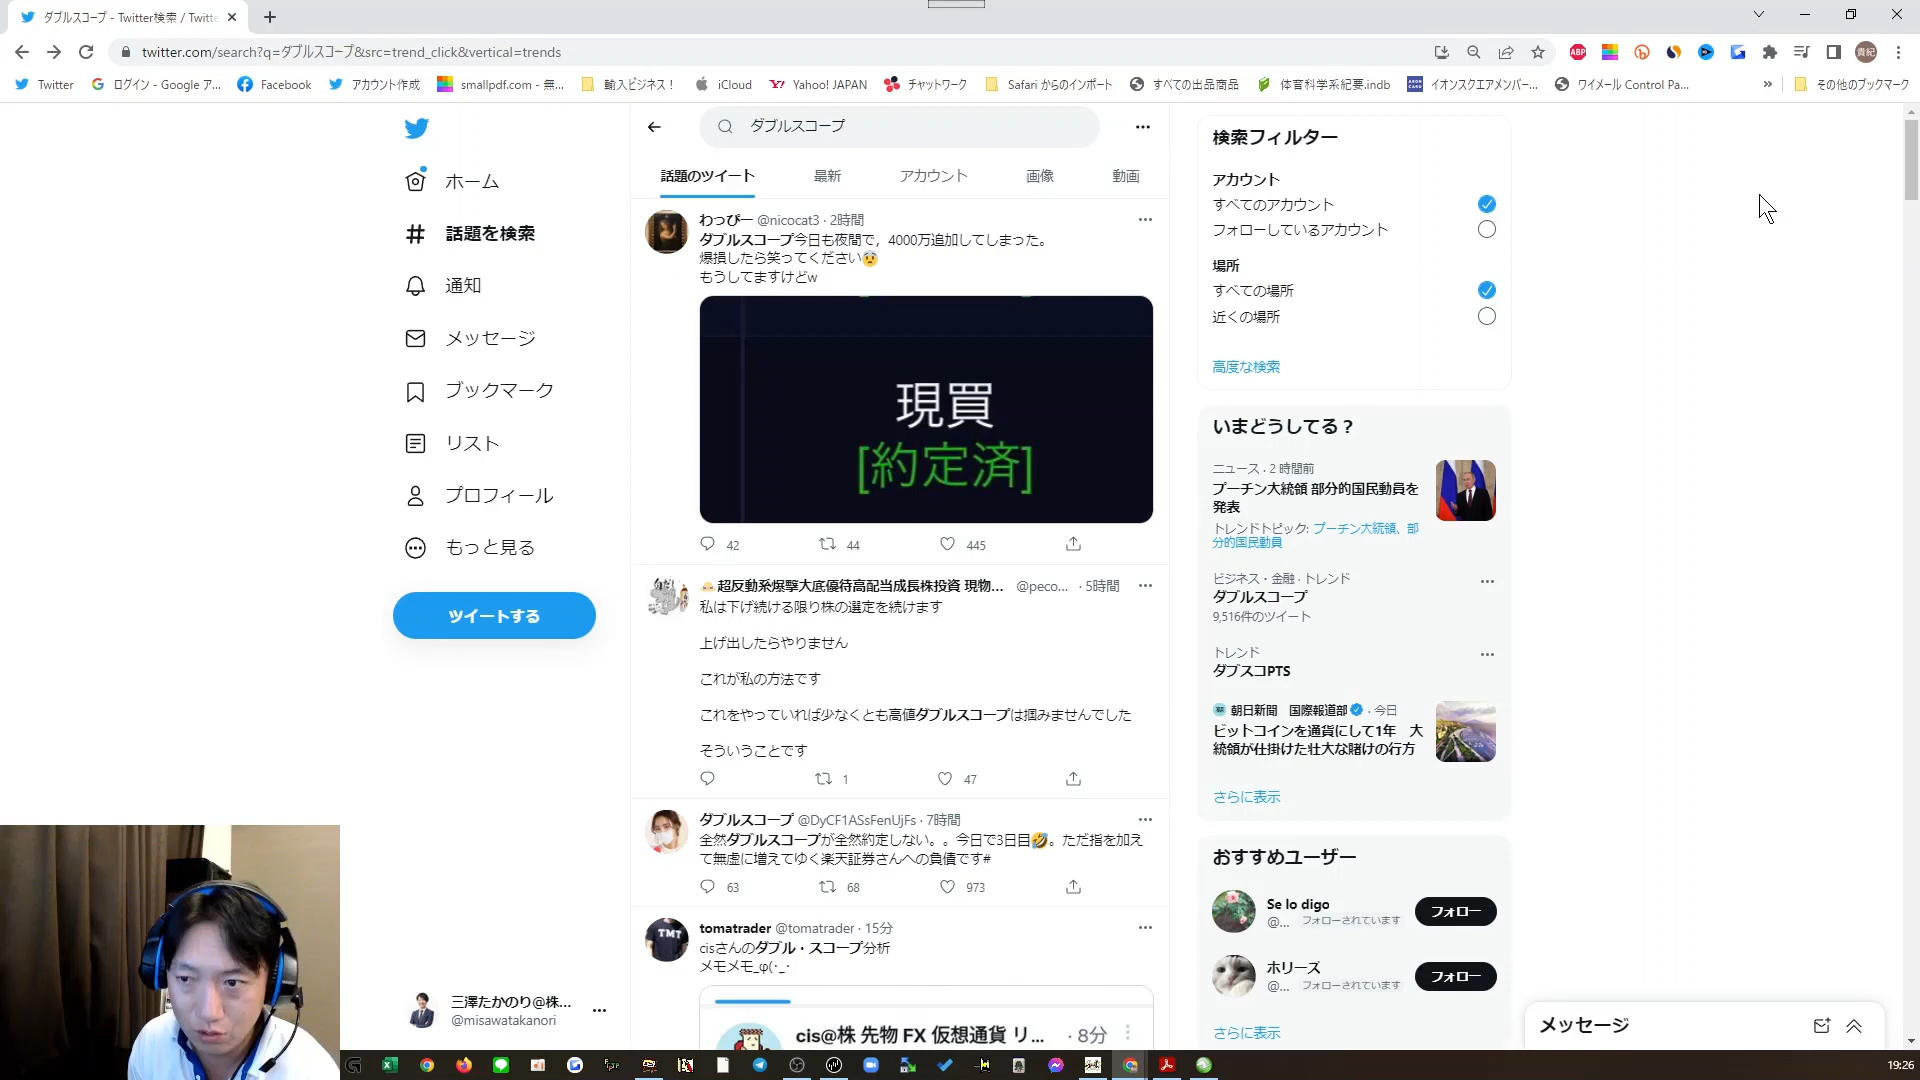 ダブルスコープ - Twitter検索 / Twitte
twitter.com/search?q=ダブルスコープ&src=trend_click&vertical=trends
Twitter
ログイン - Google ア...
Facebook
アカウント作成
smallpdf.com - 無...
輸入ビジネス！
iCloud
Yahoo! JAPAN
チャットワーク
Safari からのインポート
すべての出品商品
体育科学系紀要.indb
イオンスクエアメンバー...
ワイメール Control Pa...
»
その他のブックマーク
ホーム
話題を検索
通知
メッセージ
ブックマーク
リスト
プロフィール
もっと見る
ツイートする
三澤たかのり@株...
@misawatakanori
ダブルスコープ
話題のツイート
最新
アカウント
画像
動画
わっぴー @nicocat3 · 2時間
ダブルスコープ今日も夜間で，4000万追加してしまった。
爆損したら笑ってください😰
もうしてますけどw
現買
[約定済]
42
44
445
超反動系爆撃大底優待高配当成長株投資 現物... @peco... · 5時間
私は下げ続ける限り株の選定を続けます
上げ出したらやりません
これが私の方法です
これをやっていれば少なくとも高値ダブルスコープは掴みませんでした
そういうことです
1
47
ダブルスコープ @DyCF1ASsFenUjFs · 7時間
全然ダブルスコープが全然約定しない。。今日で3日目🤣。ただ指を加え
て無虚に増えてゆく楽天証券さんへの負債です#
63
68
973
TMT
tomatrader @tomatrader · 15分
cisさんのダブル・スコープ分析
メモメモ_φ(･_･
cis@株 先物 FX 仮想通貨 リ... · 8分
検索フィルター
アカウント
すべてのアカウント
フォローしているアカウント
場所
すべての場所
近くの場所
高度な検索
いまどうしてる？
ニュース · 2 時間前
プーチン大統領 部分的国民動員を
発表
トレンドトピック: プーチン大統領、部
分的国民動員
ビジネス・金融 · トレンド
ダブルスコープ
9,516件のツイート
トレンド
ダブスコPTS
朝日新聞　国際報道部 · 今日
ビットコインを通貨にして1年　大
統領が仕掛けた壮大な賭けの行方
さらに表示
おすすめユーザー
Se lo digo
@... フォローされています
フォロー
ホリーズ
@... フォローされています
フォロー
さらに表示
メッセージ
19:26